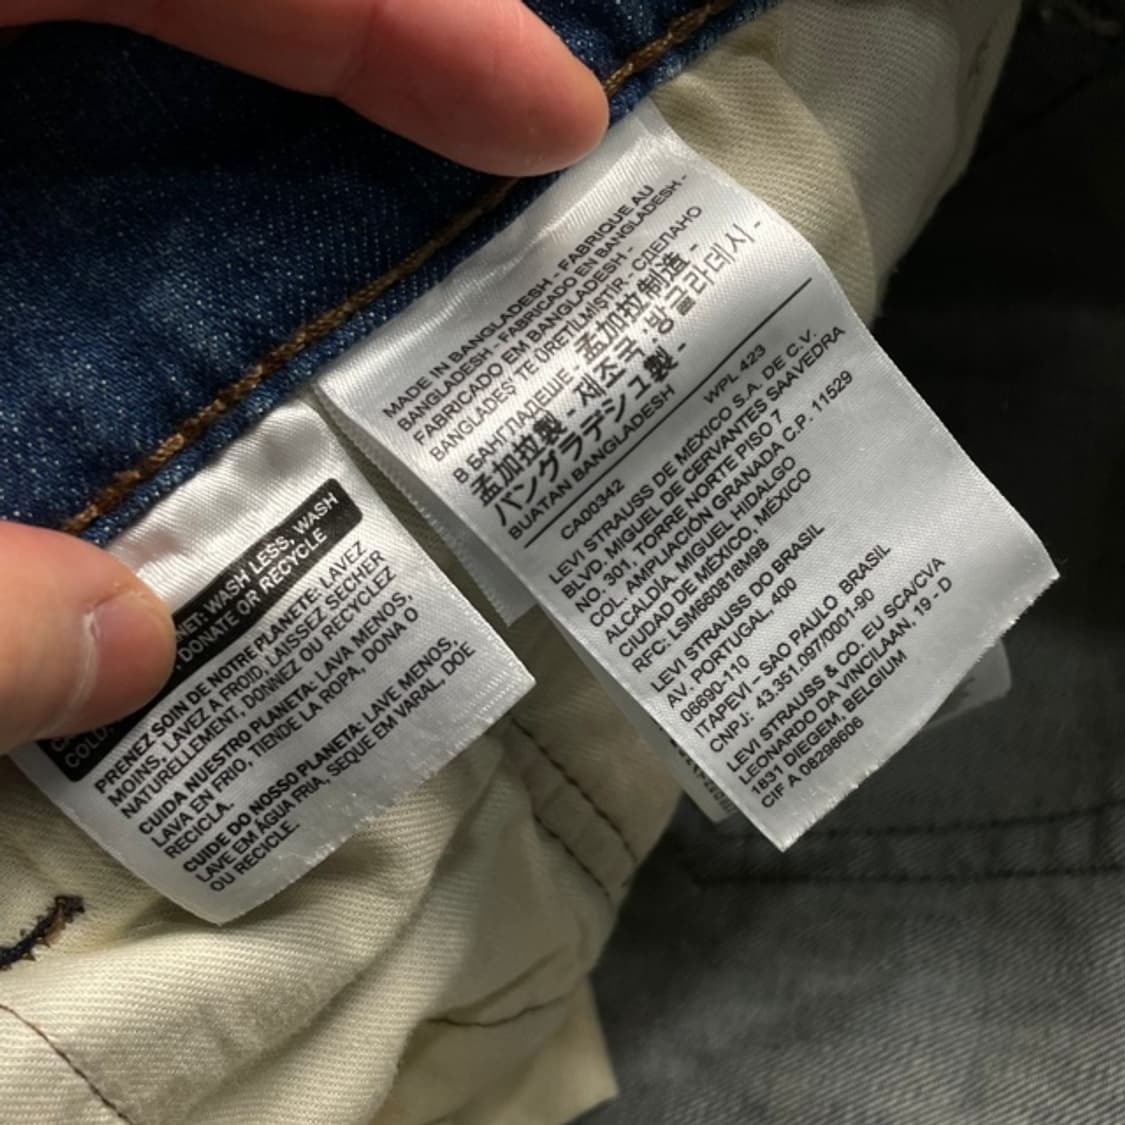 NET: WASH LESS, WASH
, DONATE OR RECYCLE
COLD
PRENEZ SOIN DE NOTRE PLANÈTE: LAVEZ
MOINS, LAVEZ A FROID, LAISSEZ SÉCHER
NATURELLEMENT, DONNEZ OU RECYCLEZ
CUIDA NUESTRO PLANETA: LAVA MENOS,
LAVA EN FRIO, TIENDE LA ROPA, DONA O
RECICLA.
CUIDE DO NOSSO PLANETA: LAVE MENOS,
LAVE EM ÁGUA FRIA, SEQUE EM VARAL, DOE
OU RECICLE.
MADE IN BANGLADESH - FABRIQUE AU
BANGLADESH - FABRICADO EN BANGLADESH -
FABRICADO EM BANGLADESH -
BANGLADEŞ'TE ÜRETİLMİŞTİR - СДЕЛАНО
В БАНГЛАДЕШЕ - 孟加拉制造 -
孟加拉製 - 제조국 : 방글라데시 -
バングラデシュ製 -
BUATAN BANGLADESH
CA00342 WPL 423
LEVI STRAUSS DE MÉXICO S.A. DE C.V.
BLVD. MIGUEL DE CERVANTES SAAVEDRA
NO. 301, TORRE NORTE PISO 7
COL. AMPLIACIÓN GRANADA C.P. 11529
ALCALDÍA, MIGUEL HIDALGO
CIUDAD DE MÉXICO, MÉXICO
RFC: LSM660818M98
LEVI STRAUSS DO BRASIL
AV. PORTUGAL, 400
06690-110
ITAPEVI - SAO PAULO BRASIL
CNPJ: 43.351.097/0001-90
LEVI STRAUSS & CO. EU SCA/CVA
LEONARDO DA VINCILAAN, 19 - D
1831 DIEGEM, BELGIUM
CIF A 08298606